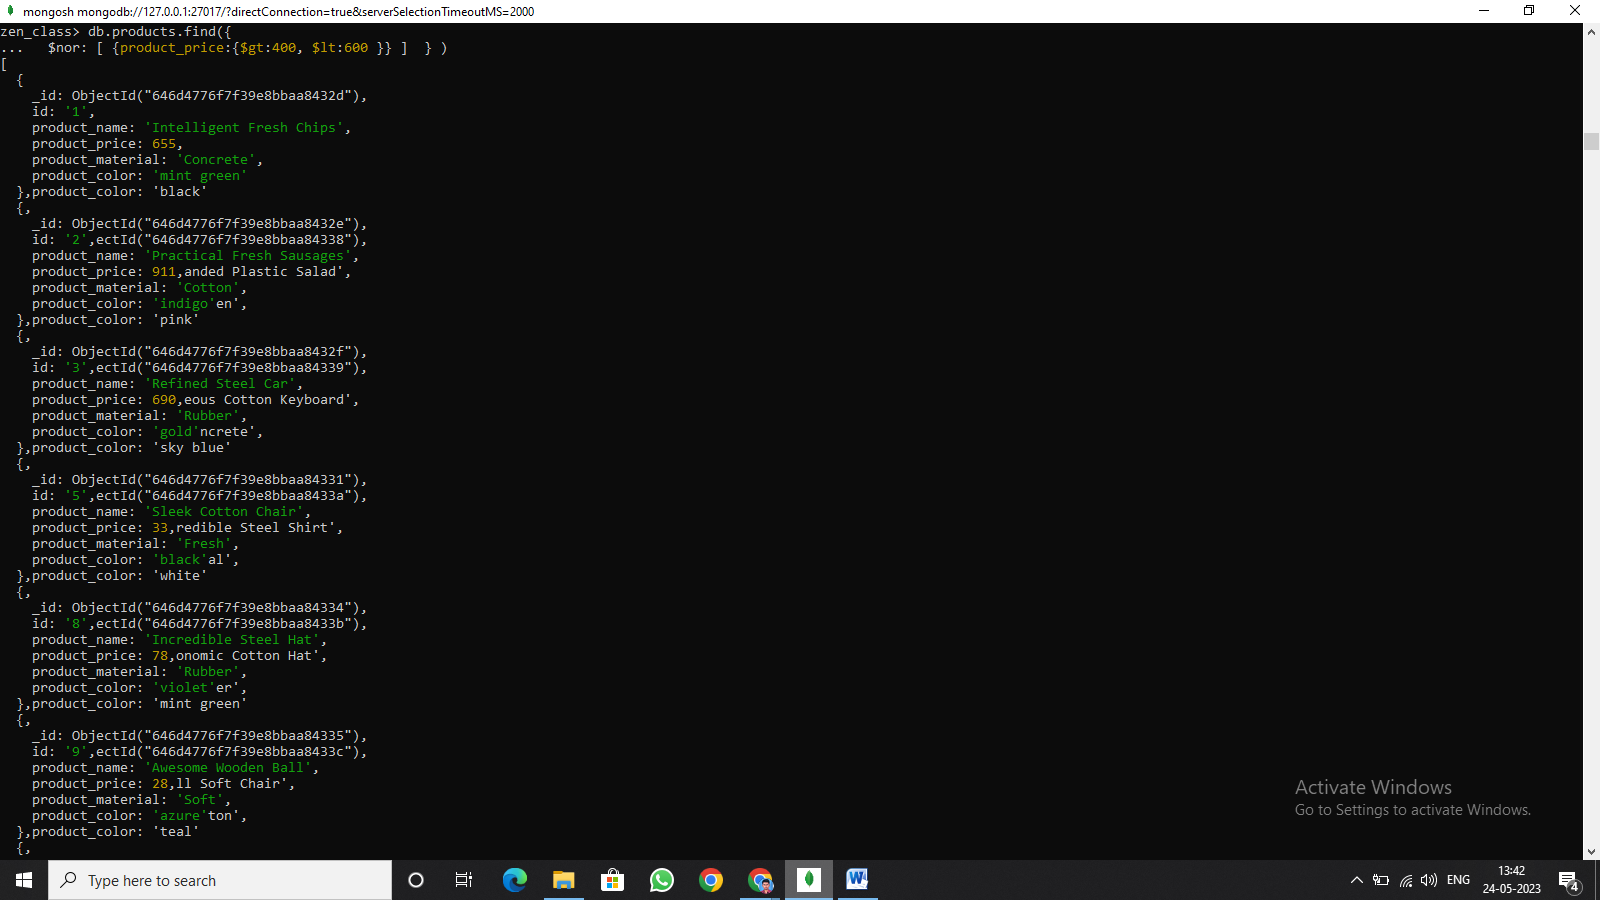 mongosh mongodb://127.0.0.1:27017/?directConnection=true&serverSelectionTimeoutMS=2000
zen_class> db.products.find({
...   $nor: [ {product_price:{$gt:400, $lt:600 }} ]  } )
[
  {
    _id: ObjectId("646d4776f7f39e8bbaa8432d"),
    id: '1',
    product_name: 'Intelligent Fresh Chips',
    product_price: 655,
    product_material: 'Concrete',
    product_color: 'mint green'
  },product_color: 'black'
  {,
    _id: ObjectId("646d4776f7f39e8bbaa8432e"),
    id: '2',ectId("646d4776f7f39e8bbaa84338"),
    product_name: 'Practical Fresh Sausages',
    product_price: 911,anded Plastic Salad',
    product_material: 'Cotton',
    product_color: 'indigo'en',
  },product_color: 'pink'
  {,
    _id: ObjectId("646d4776f7f39e8bbaa8432f"),
    id: '3',ectId("646d4776f7f39e8bbaa84339"),
    product_name: 'Refined Steel Car',
    product_price: 690,eous Cotton Keyboard',
    product_material: 'Rubber',
    product_color: 'gold'ncrete',
  },product_color: 'sky blue'
  {,
    _id: ObjectId("646d4776f7f39e8bbaa84331"),
    id: '5',ectId("646d4776f7f39e8bbaa8433a"),
    product_name: 'Sleek Cotton Chair',
    product_price: 33,redible Steel Shirt',
    product_material: 'Fresh',
    product_color: 'black'al',
  },product_color: 'white'
  {,
    _id: ObjectId("646d4776f7f39e8bbaa84334"),
    id: '8',ectId("646d4776f7f39e8bbaa8433b"),
    product_name: 'Incredible Steel Hat',
    product_price: 78,onomic Cotton Hat',
    product_material: 'Rubber',
    product_color: 'violet'er',
  },product_color: 'mint green'
  {,
    _id: ObjectId("646d4776f7f39e8bbaa84335"),
    id: '9',ectId("646d4776f7f39e8bbaa8433c"),
    product_name: 'Awesome Wooden Ball',
    product_price: 28,ll Soft Chair',
    product_material: 'Soft',
    product_color: 'azure'ton',
  },product_color: 'teal'
  {,
Activate Windows
Go to Settings to activate Windows.
Type here to search
W
ENG
13:42
24-05-2023
4